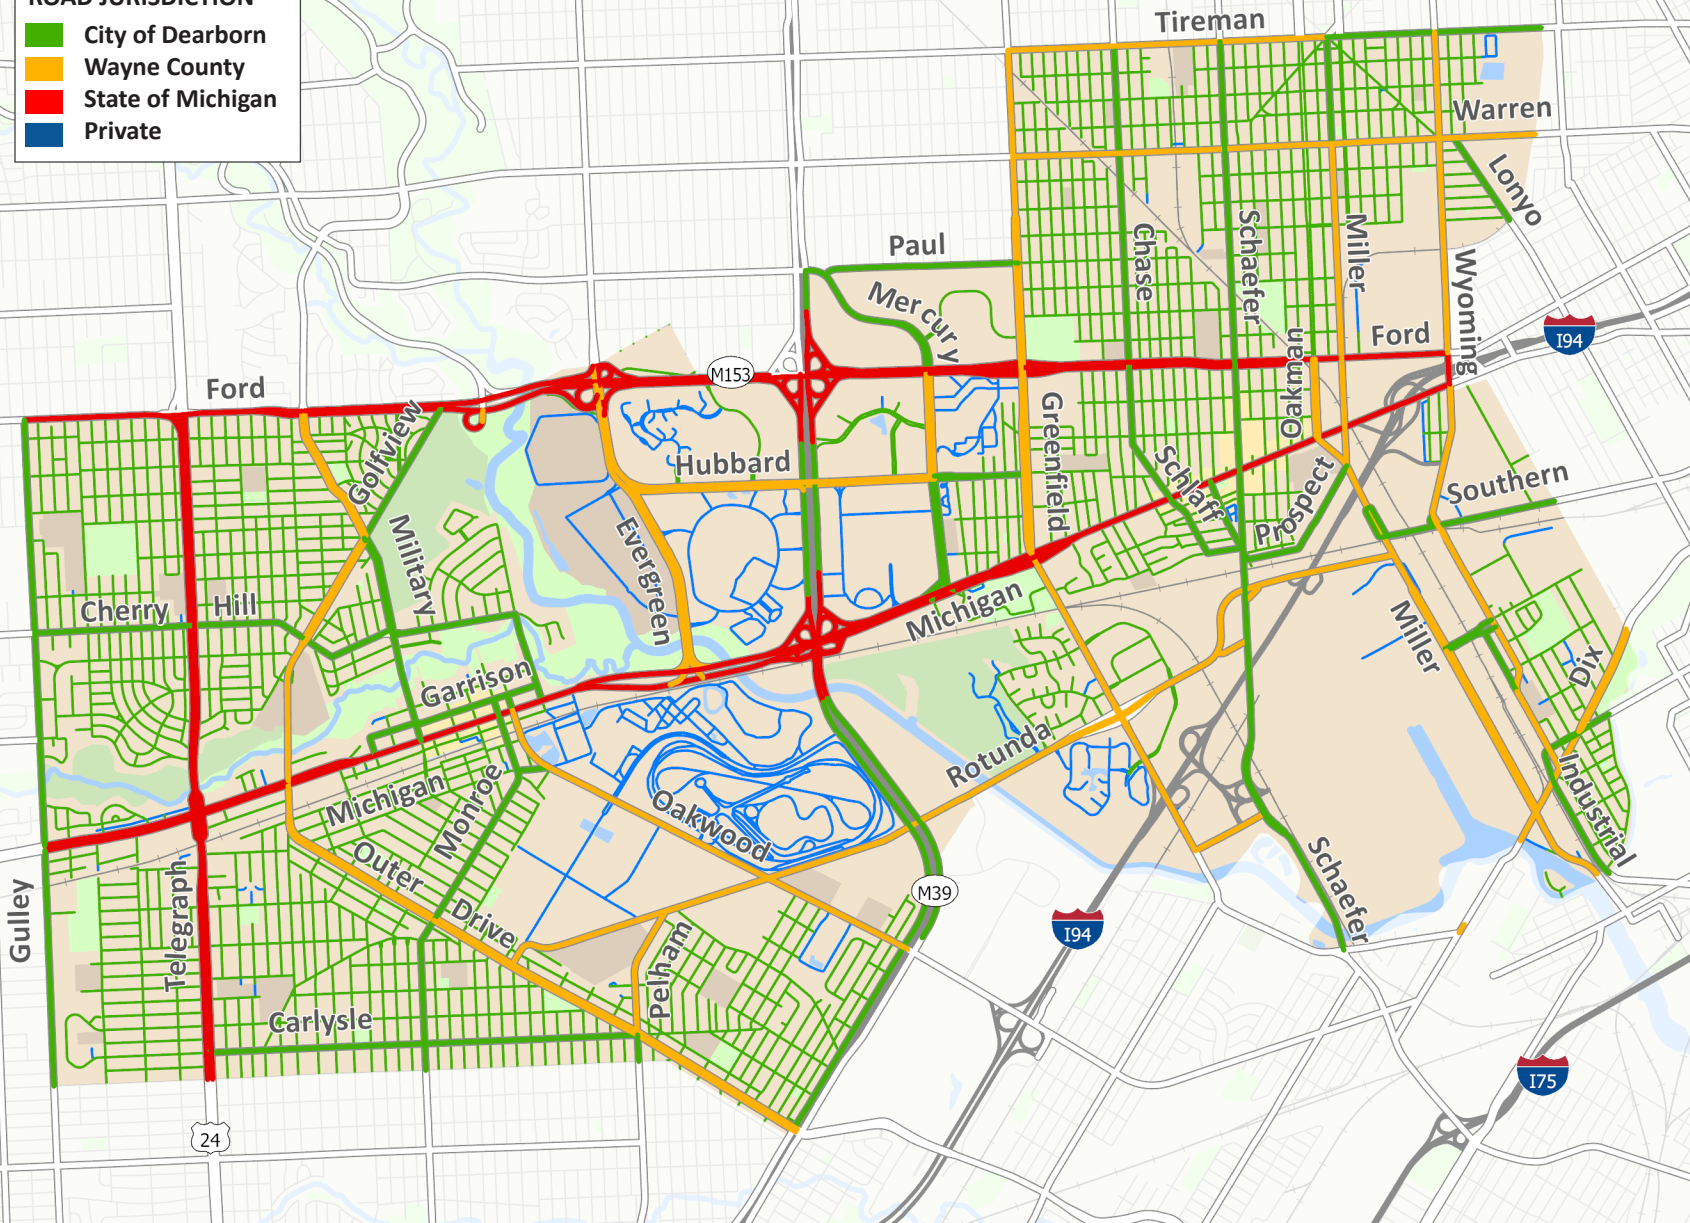 ROAD JURISDICTION
City of Dearborn
Wayne County
State of Michigan
Private
Tireman
Warren
Lonyo
Paul
Mercury
Chase
Schaefer
Miller
Wyoming
I94
Ford
M153
Ford
Oakman
Golfview
Greenfield
Hubbard
Schlaff
Prospect
Southern
Military
Evergreen
Cherry Hill
Michigan
Miller
Dix
Garrison
Rotunda
Michigan
Monroe
Oakwood
Industrial
Outer
Drive
Telegraph
Gulley
Schaefer
M39
I94
Pelham
Carlysle
I75
24